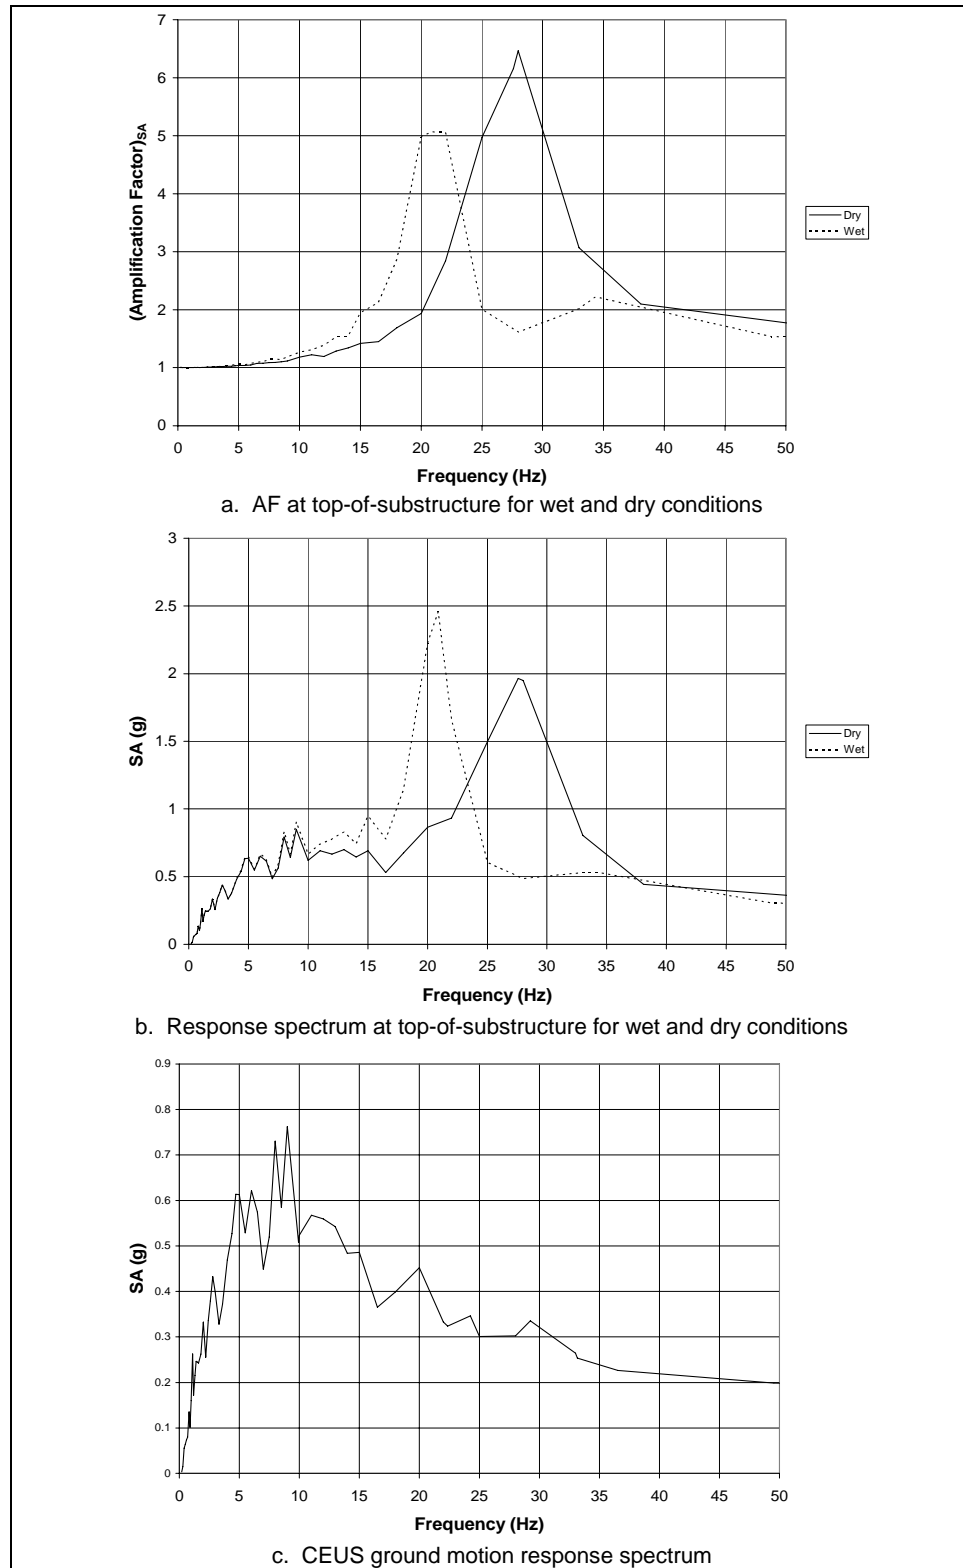 7
6
5
4
3
2
1
0
(Amplification Factor)SA
0 5 10 15 20 25 30 35 40 45 50
Frequency (Hz)
Dry
Wet
a. AF at top-of-substructure for wet and dry conditions
3
2.5
2
1.5
1
0.5
0
SA (g)
0 5 10 15 20 25 30 35 40 45 50
Frequency (Hz)
Dry
Wet
b. Response spectrum at top-of-substructure for wet and dry conditions
0.9
0.8
0.7
0.6
0.5
0.4
0.3
0.2
0.1
0
SA (g)
0 5 10 15 20 25 30 35 40 45 50
Frequency (Hz)
c. CEUS ground motion response spectrum